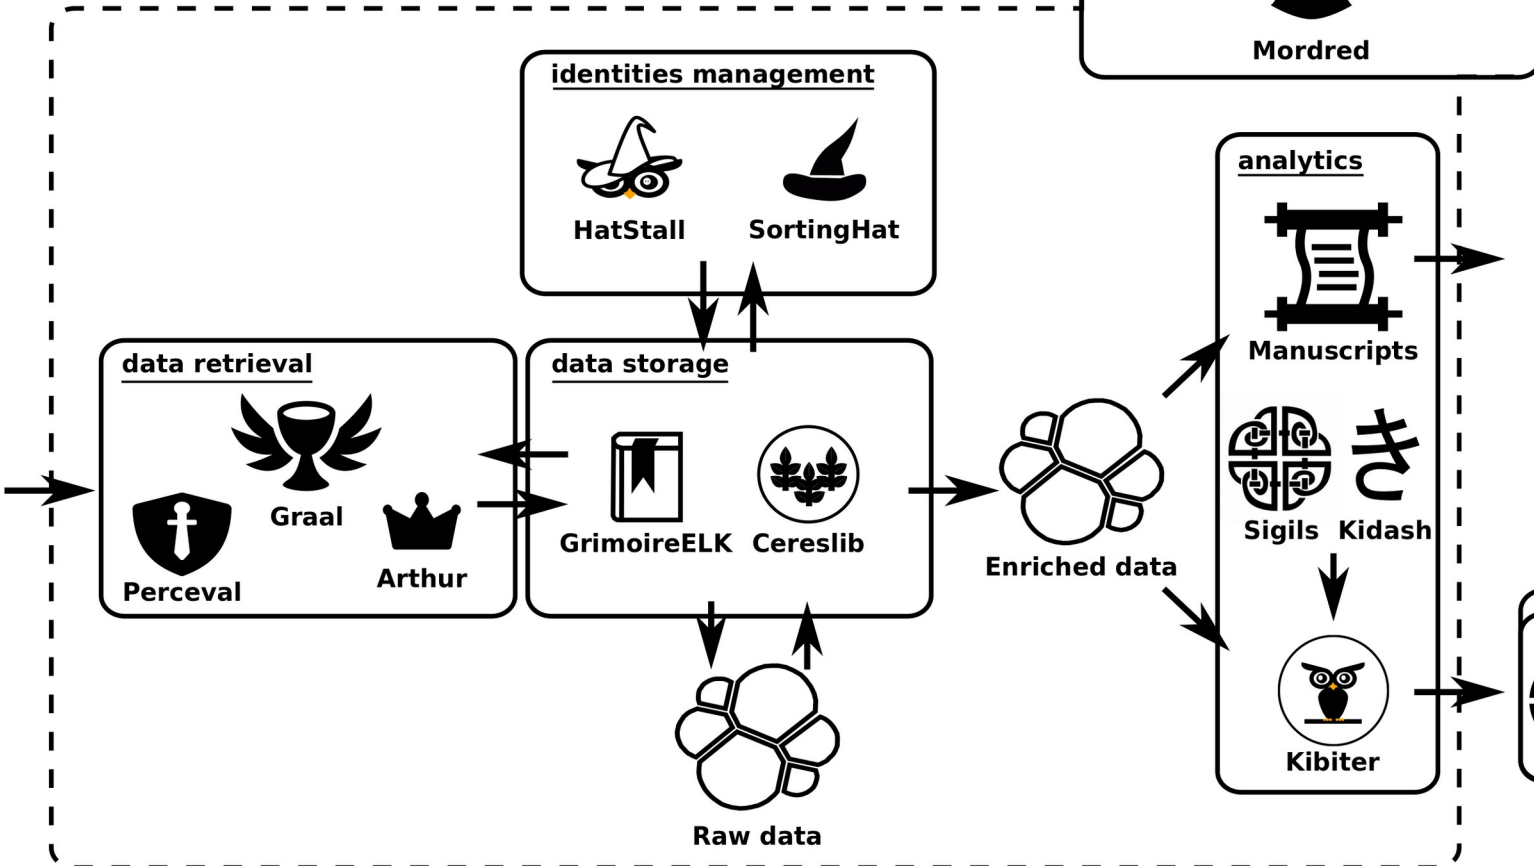 Mordred
identities management
HatStall
SortingHat
analytics
Manuscripts
data retrieval
data storage
Graal
Perceval
Arthur
GrimoireELK
Cereslib
Enriched data
き
Sigils
Kidash
Kibiter
Raw data